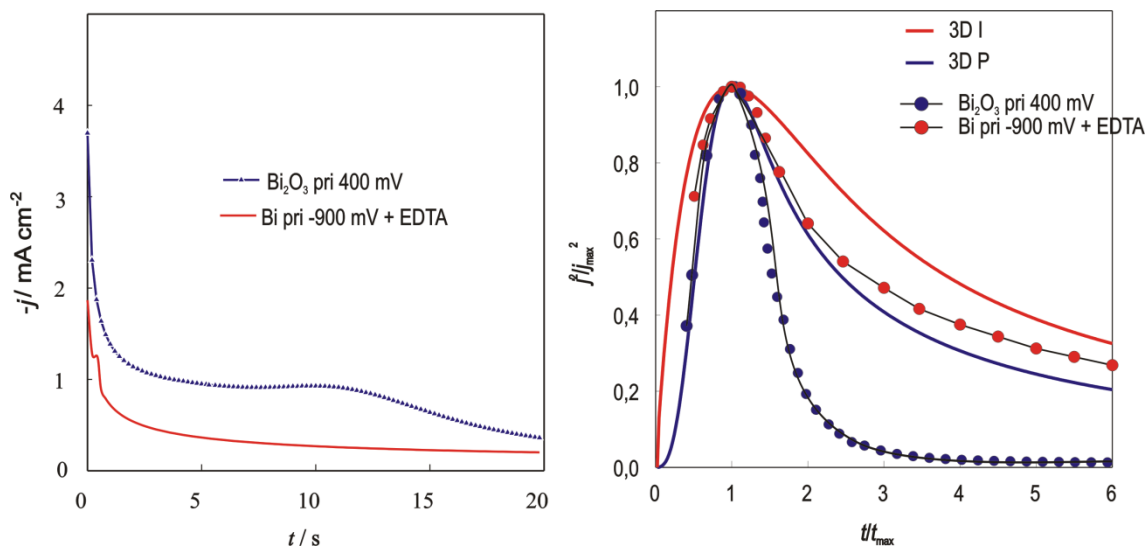 4
3
2
1
0
-j / mA cm-2
Bi2O3 pri 400 mV
Bi pri -900 mV + EDTA
0
5
10
15
20
t / s
3D I
3D P
Bi2O3 pri 400 mV
Bi pri -900 mV + EDTA
1,0
0,8
0,6
0,4
0,2
0,0
j2/jmax2
0
1
2
3
4
5
6
t/tmax